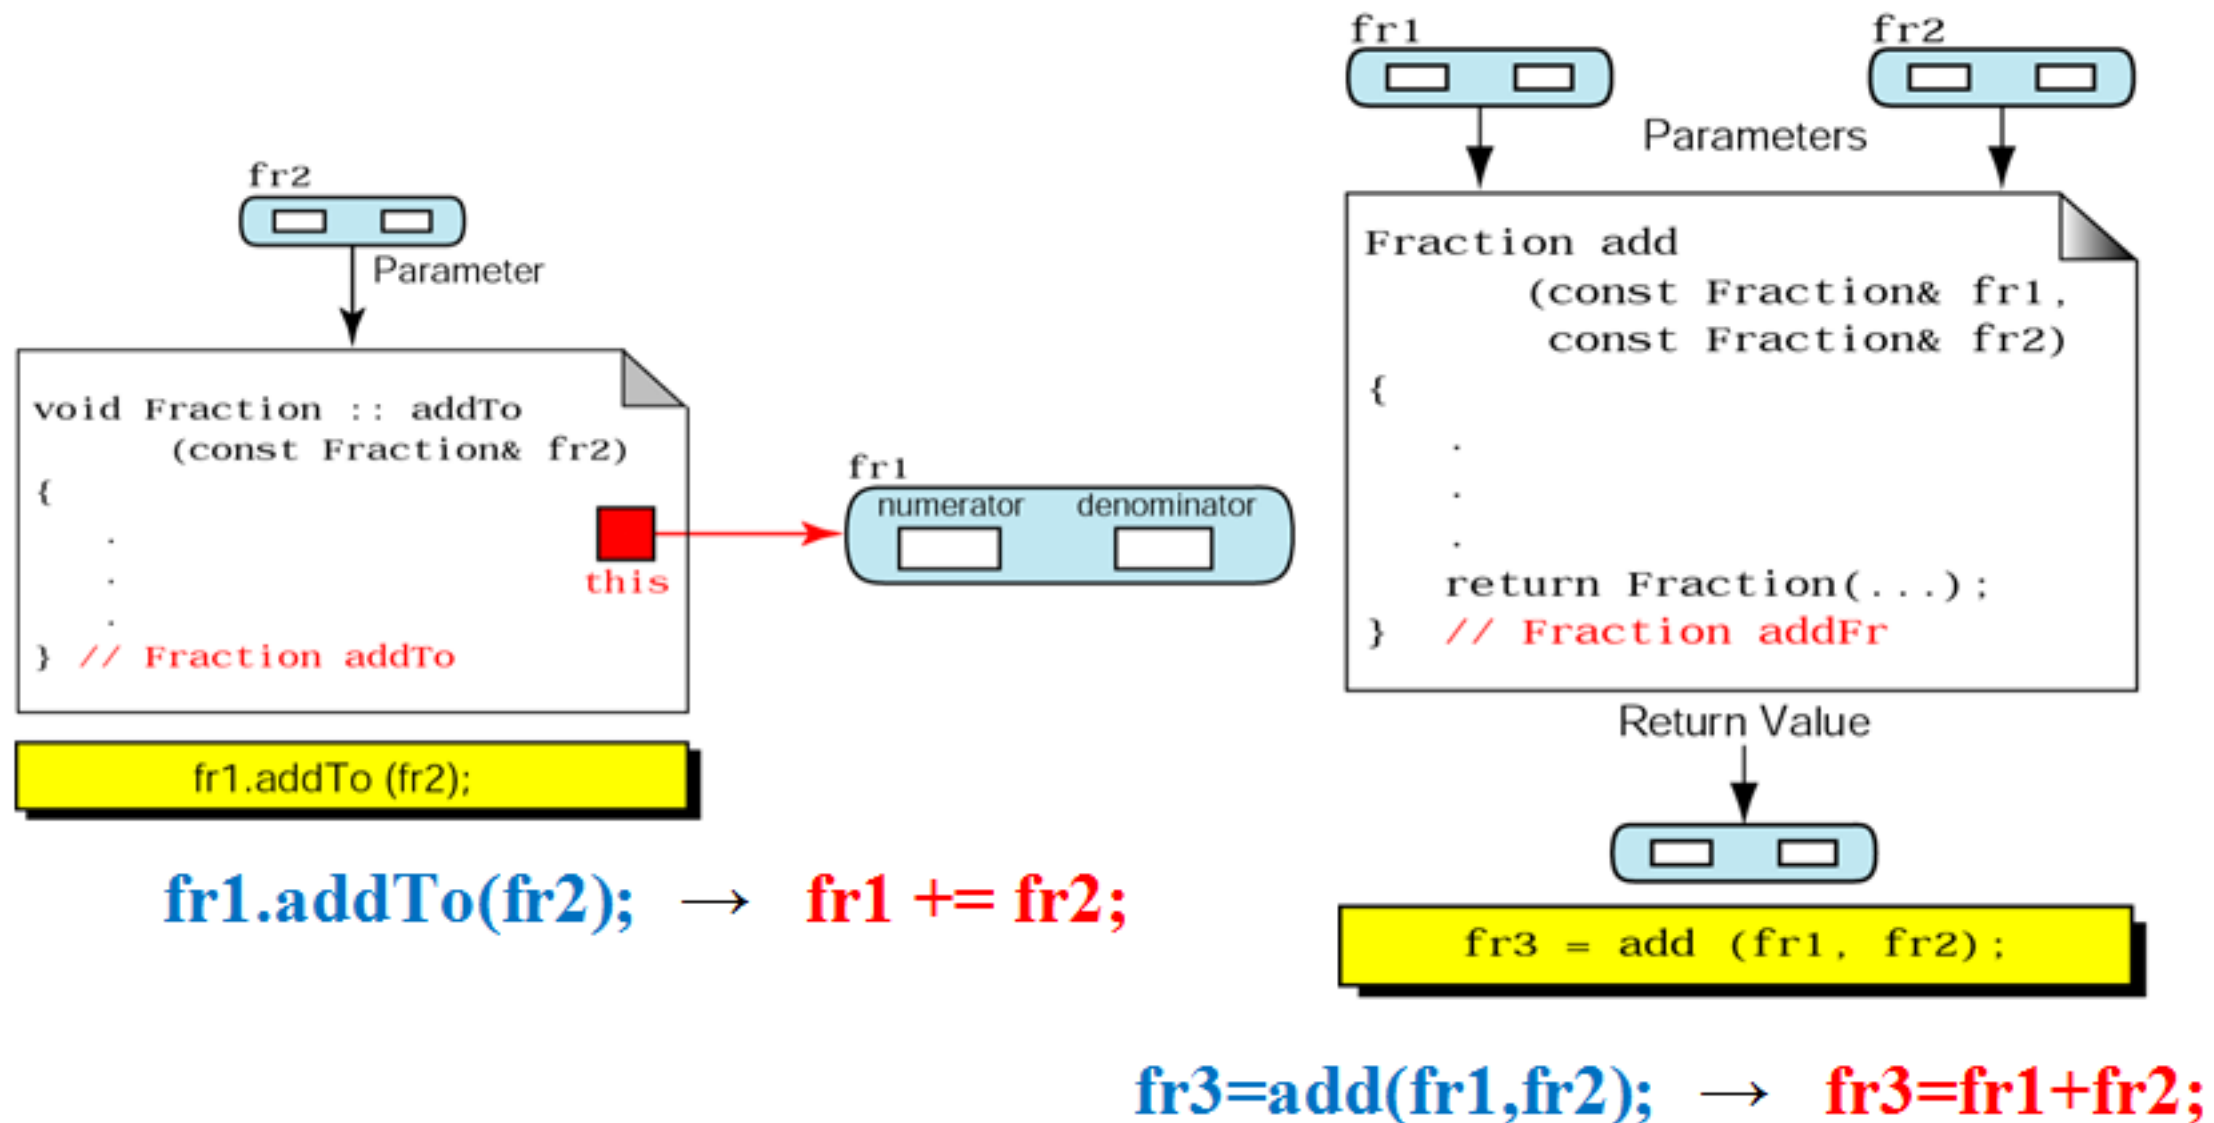 fr2
Parameter
void Fraction :: addTo
(const Fraction& fr2)
{
.
.
.
this
} // Fraction addTo
fr1.addTo (fr2);
fr1
numerator denominator
fr1.addTo(fr2); → fr1 += fr2;
fr1 fr2
Parameters
Fraction add
(const Fraction& fr1,
const Fraction& fr2)
{
.
.
.
return Fraction(...);
} // Fraction addFr
Return Value
fr3 = add (fr1, fr2);
fr3=add(fr1,fr2); → fr3=fr1+fr2;